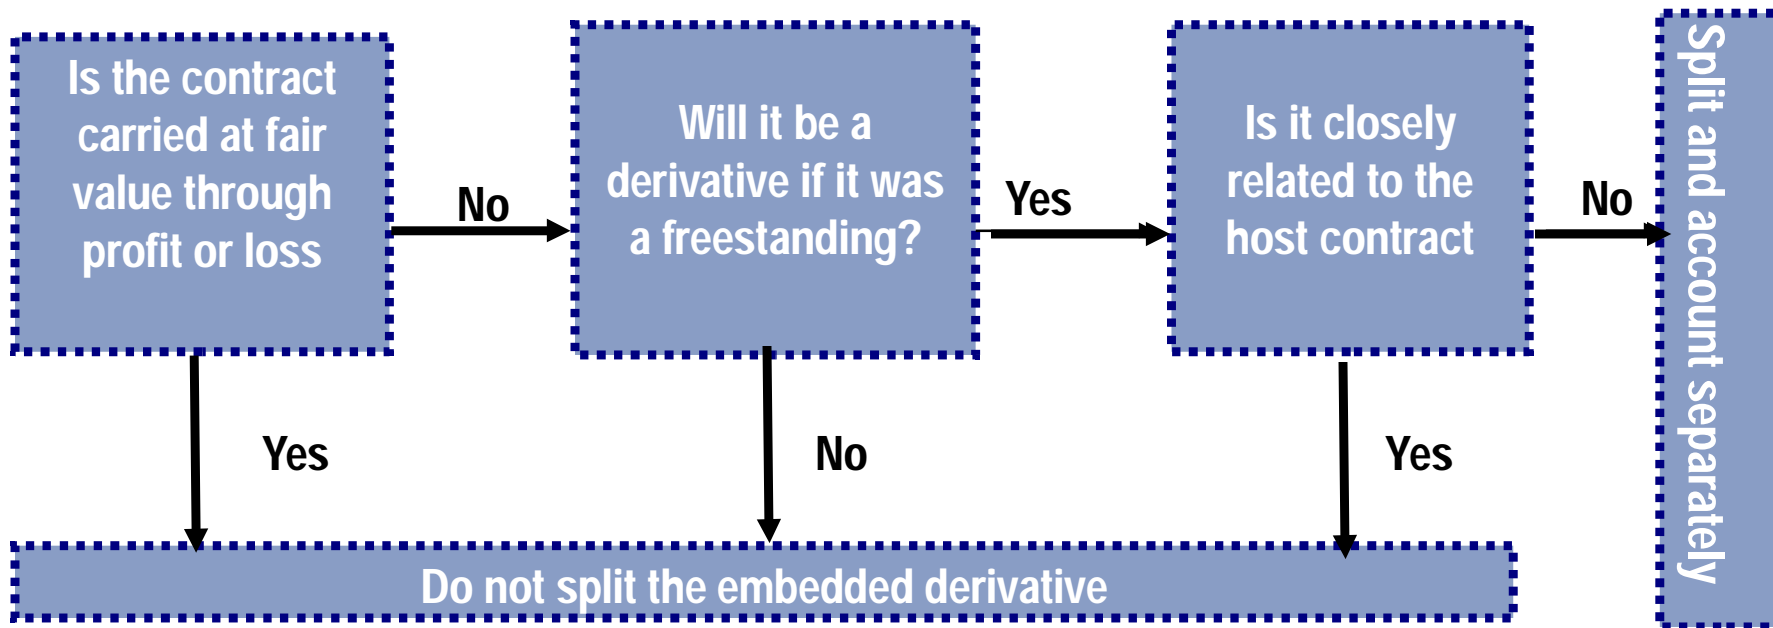 Is the contract
carried at fair
value through
profit or loss
No
Will it be a
derivative if it was
a freestanding?
Yes
Is it closely
related to the
host contract
No
Split and account separately
Yes
No
Yes
Do not split the embedded derivative